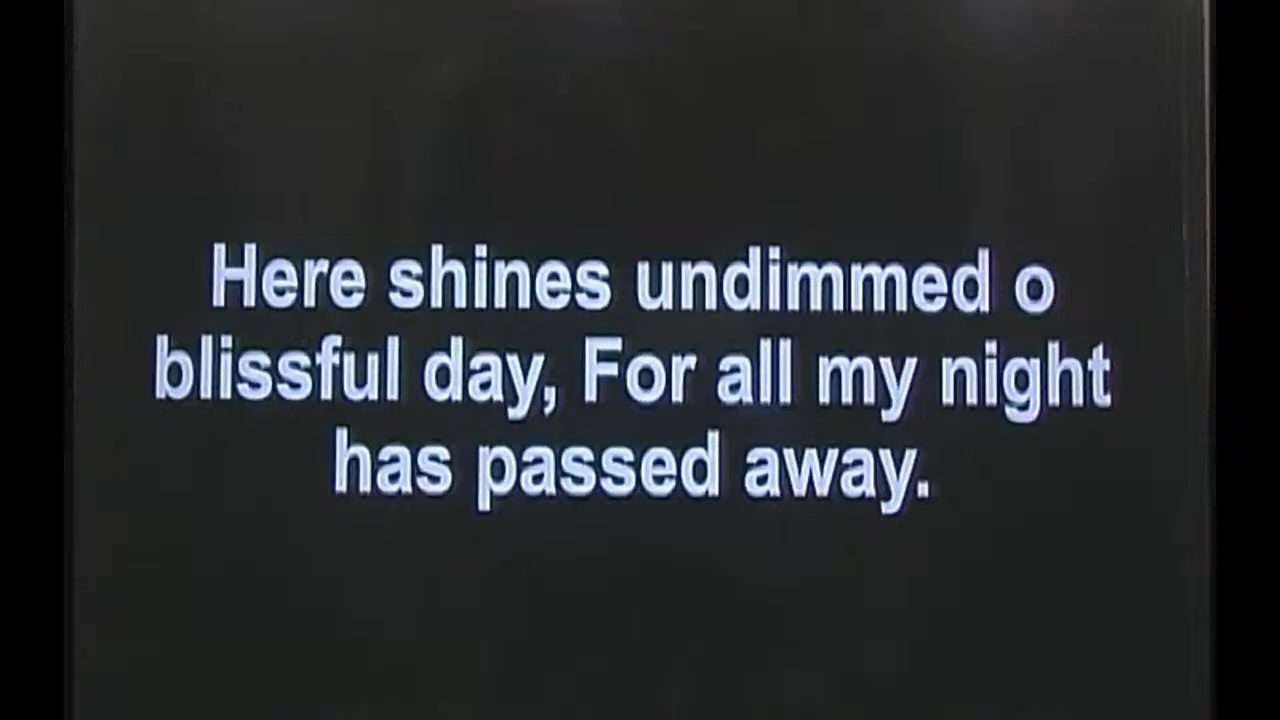 Here shines undimmed o
blissful day, For all my night
has passed away.